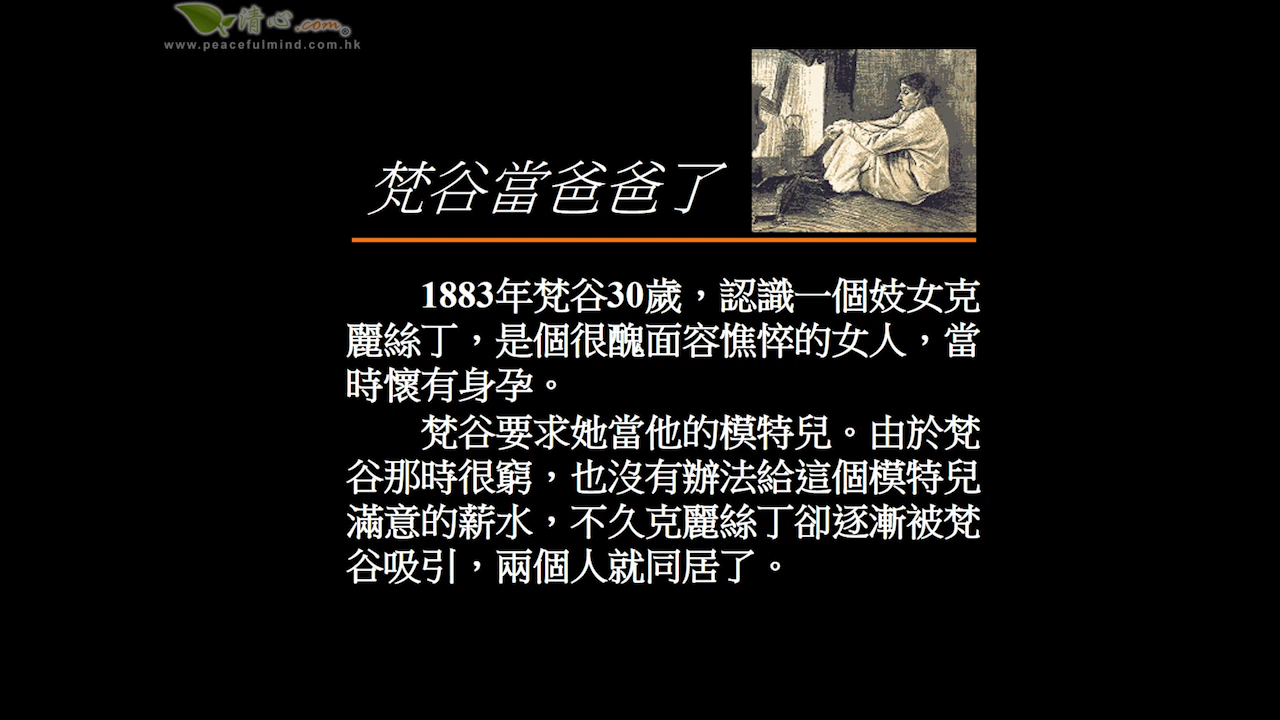 清心.com®
www.peacefulmind.com.hk
梵谷當爸爸了
1883年梵谷30歲，認識一個妓女克
麗絲丁，是個很醜面容憔悴的女人，當
時懷有身孕。
梵谷要求她當他的模特兒。由於梵
谷那時很窮，也沒有辦法給這個模特兒
滿意的薪水，不久克麗絲丁卻逐漸被梵
谷吸引，兩個人就同居了。